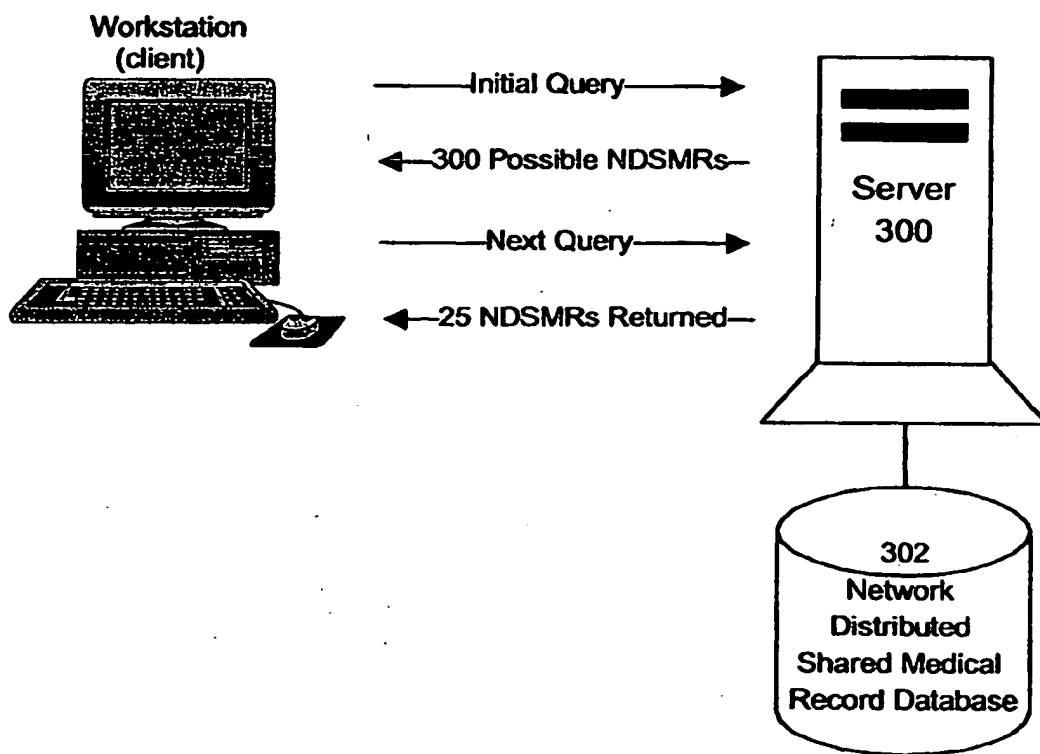 Workstation
(client)
Initial Query
300 Possible NDSMRs
Next Query
25 NDSMRs Returned
Server
300
302
Network
Distributed
Shared Medical
Record Database